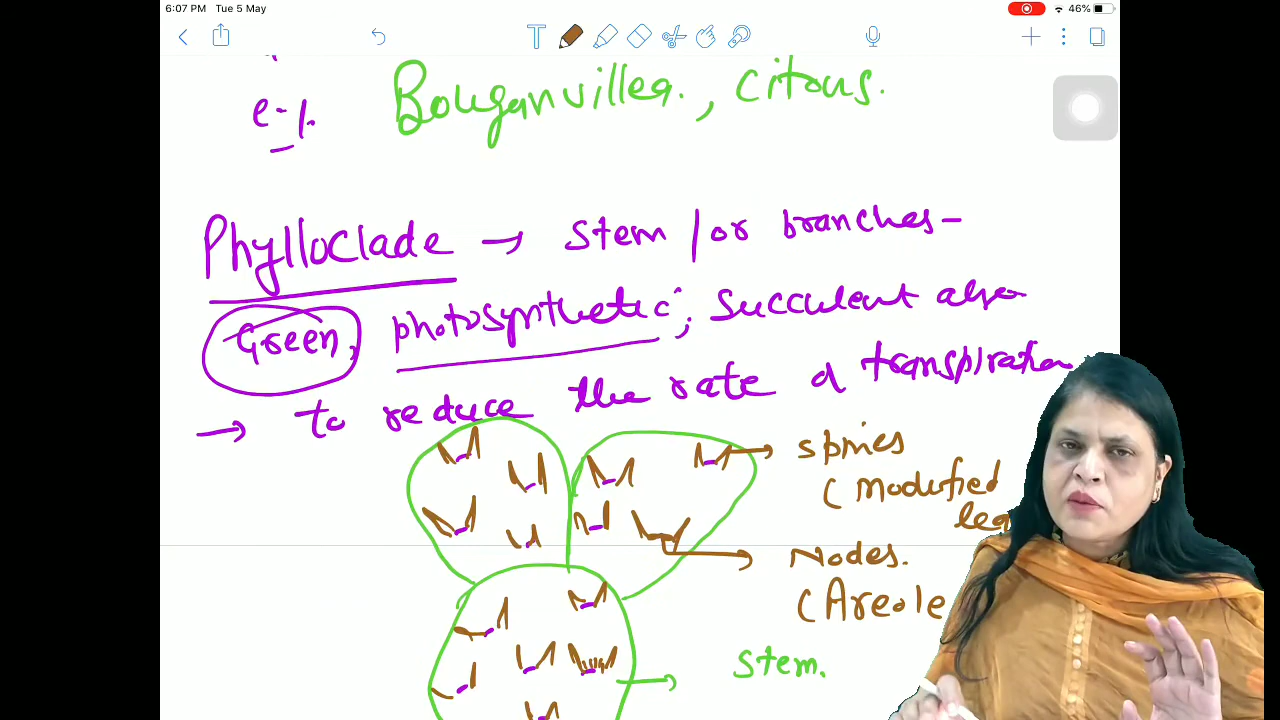 6:07 PM Tue 5 May
46%
T
e-g.
Bouganvillea., citrus.
Phylloclade → stem/or branches-
Green, photosynthetic; succulent also
→ to reduce the rate of transpiration
spines
(Modified
Nodes.
(Areole
stem.